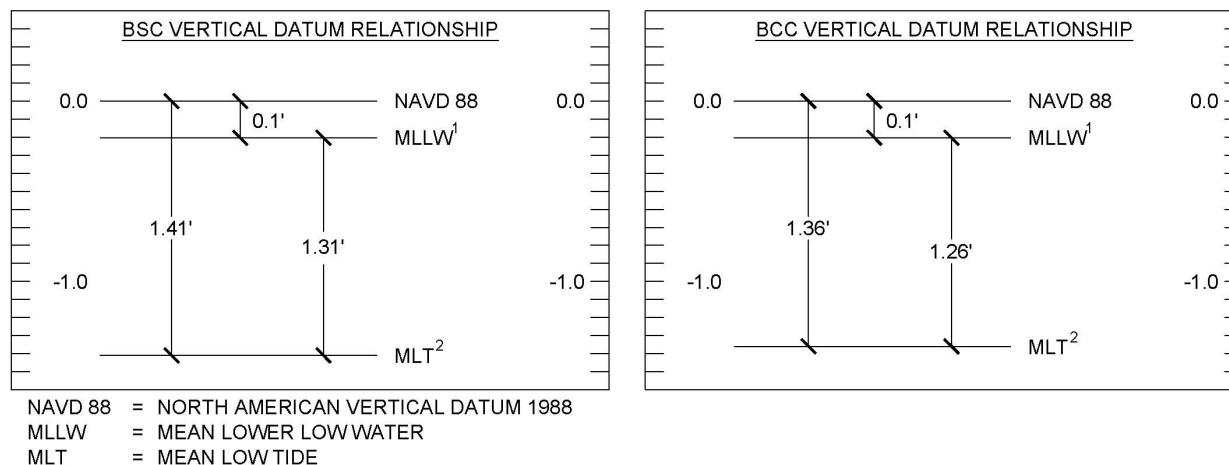 BSC VERTICAL DATUM RELATIONSHIP
0.0
NAVD 88
0.0
0.1'
MLLW1
1.41'
1.31'
-1.0
-1.0
MLT2
BCC VERTICAL DATUM RELATIONSHIP
0.0
NAVD 88
0.0
0.1'
MLLW1
1.36'
1.26'
-1.0
-1.0
MLT2
NAVD 88 = NORTH AMERICAN VERTICAL DATUM 1988
MLLW = MEAN LOWER LOW WATER
MLT = MEAN LOW TIDE